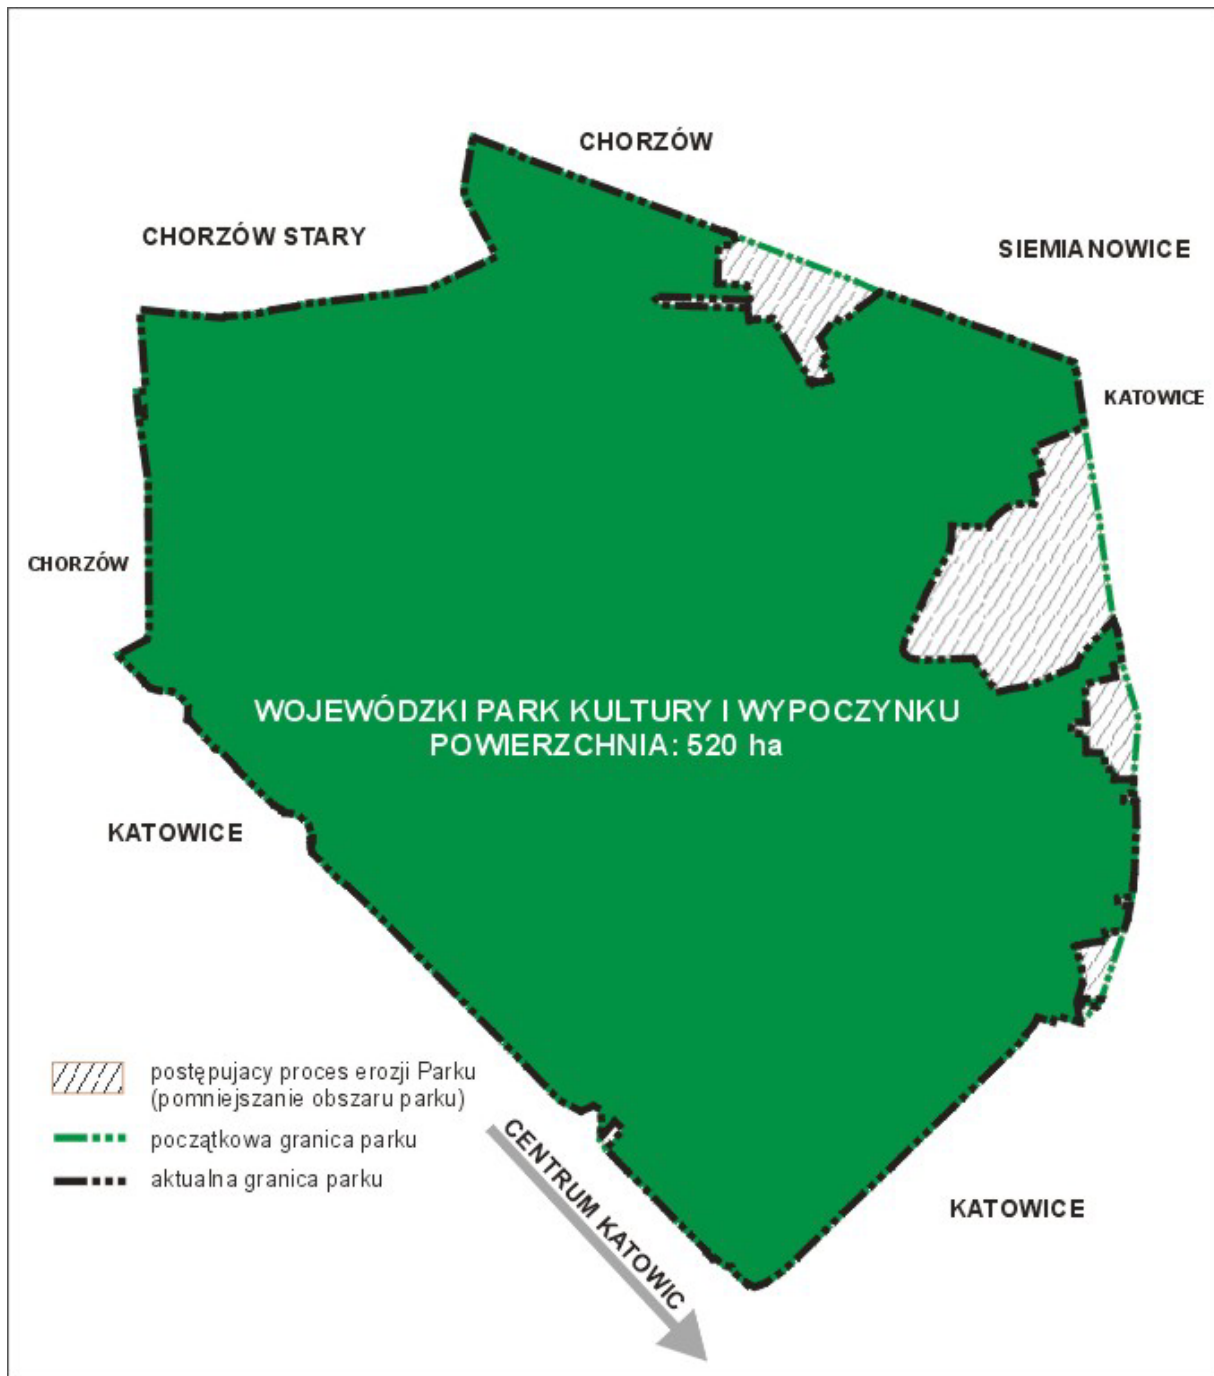 CHORZÓW
CHORZÓW STARY
SIEMIANOWICE
KATOWICE
CHORZÓW
WOJEWÓDZKI PARK KULTURY I WYPOCZYNKU
POWIERZCHNIA: 520 ha
KATOWICE
postępujacy proces erozji Parku
(pomniejszanie obszaru parku)
początkowa granica parku
aktualna granica parku
CENTRUM KATOWIC
KATOWICE